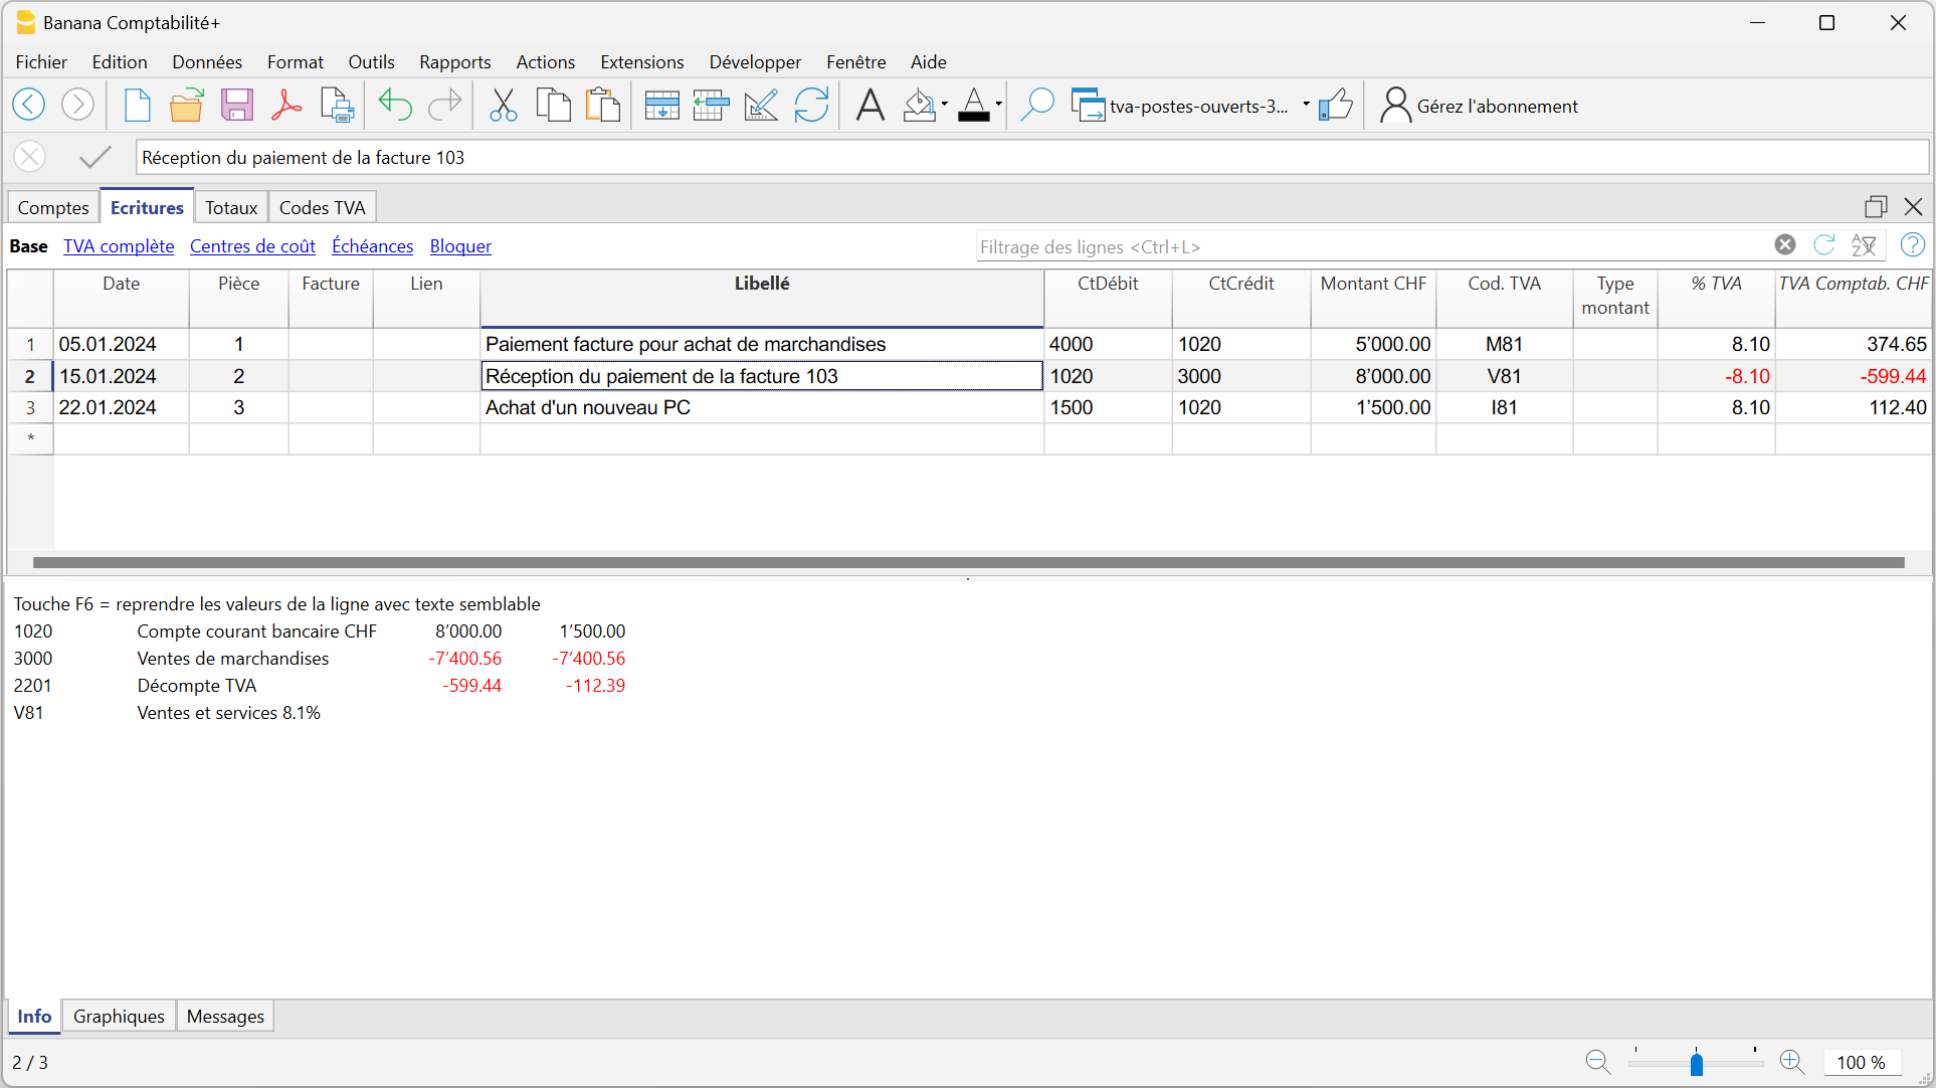 Banana Comptabilité+
Fichier Edition Données Format Outils Rapports Actions Extensions Développer Fenêtre Aide
tva-postes-ouverts-3... Gérez l'abonnement
Réception du paiement de la facture 103
Comptes Ecritures Totaux Codes TVA
Base TVA complète Centres de coût Échéances Bloquer Filtrage des lignes <Ctrl+L>
Date Pièce Facture Lien Libellé CtDébit CtCrédit Montant CHF Cod. TVA Type montant % TVA TVA Comptab. CHF
1 05.01.2024 1 Paiement facture pour achat de marchandises 4000 1020 5’000.00 M81 8.10 374.65
2 15.01.2024 2 Réception du paiement de la facture 103 1020 3000 8’000.00 V81 -8.10 -599.44
3 22.01.2024 3 Achat d'un nouveau PC 1500 1020 1’500.00 I81 8.10 112.40
*
Touche F6 = reprendre les valeurs de la ligne avec texte semblable
1020 Compte courant bancaire CHF 8’000.00 1’500.00
3000 Ventes de marchandises -7’400.56 -7’400.56
2201 Décompte TVA -599.44 -112.39
V81 Ventes et services 8.1%
Info Graphiques Messages
2 / 3 100 %